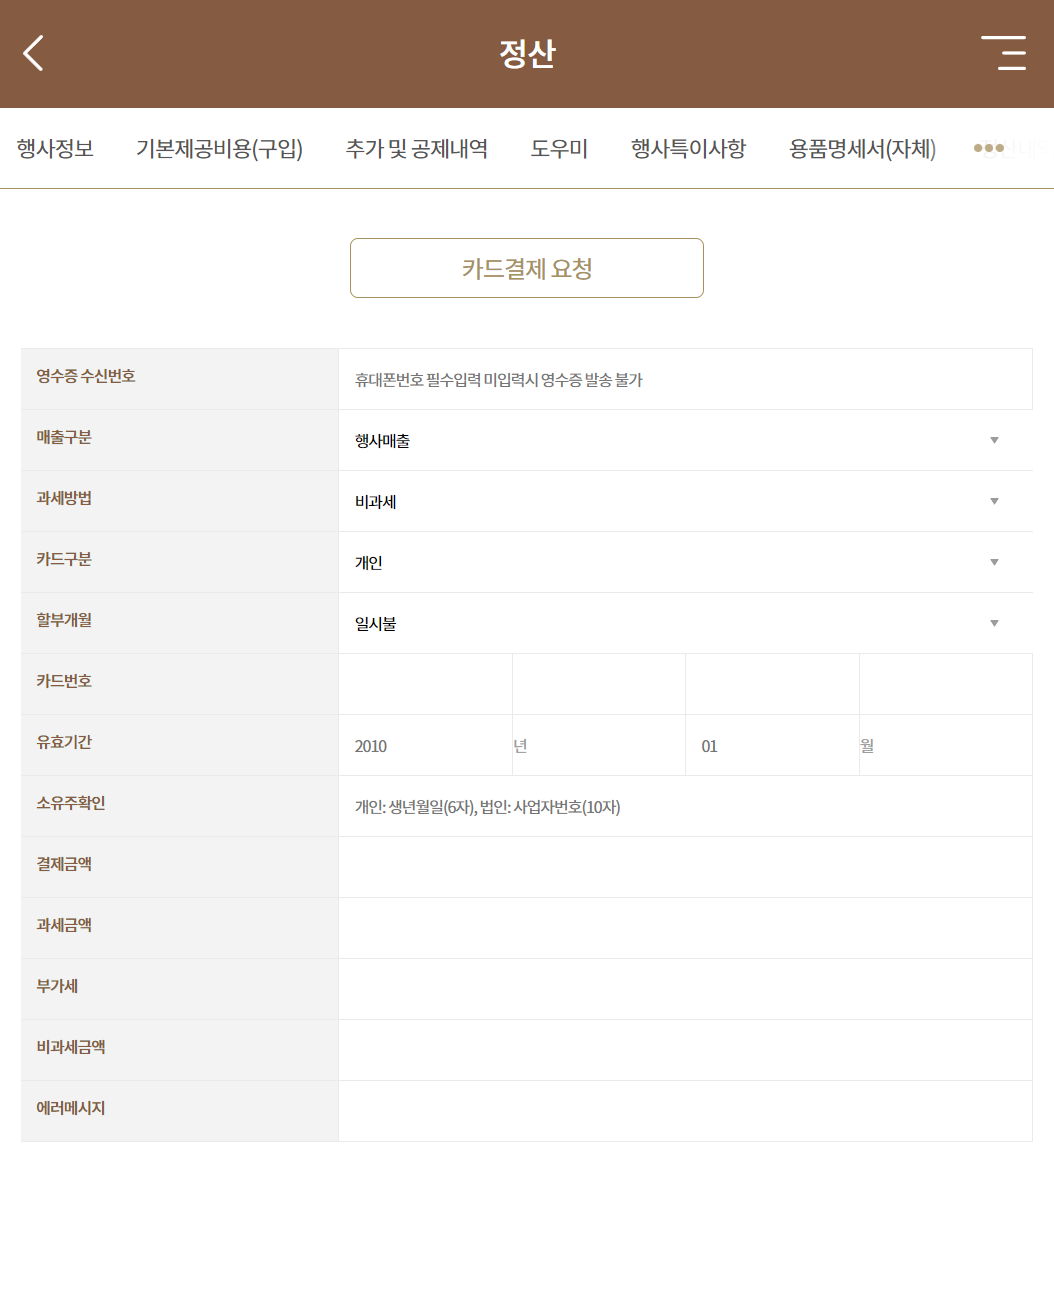 정산
행사정보 기본제공비용(구입) 추가 및 공제내역 도우미 행사특이사항 용품명세서(자체)
카드결제 요청
영수증 수신번호 휴대폰번호 필수입력 미입력시 영수증 발송 불가
매출구분 행사매출
과세방법 비과세
카드구분 개인
할부개월 일시불
카드번호
유효기간 2010 년 01 월
소유주확인 개인: 생년월일(6자), 법인: 사업자번호(10자)
결제금액
과세금액
부가세
비과세금액
에러메시지